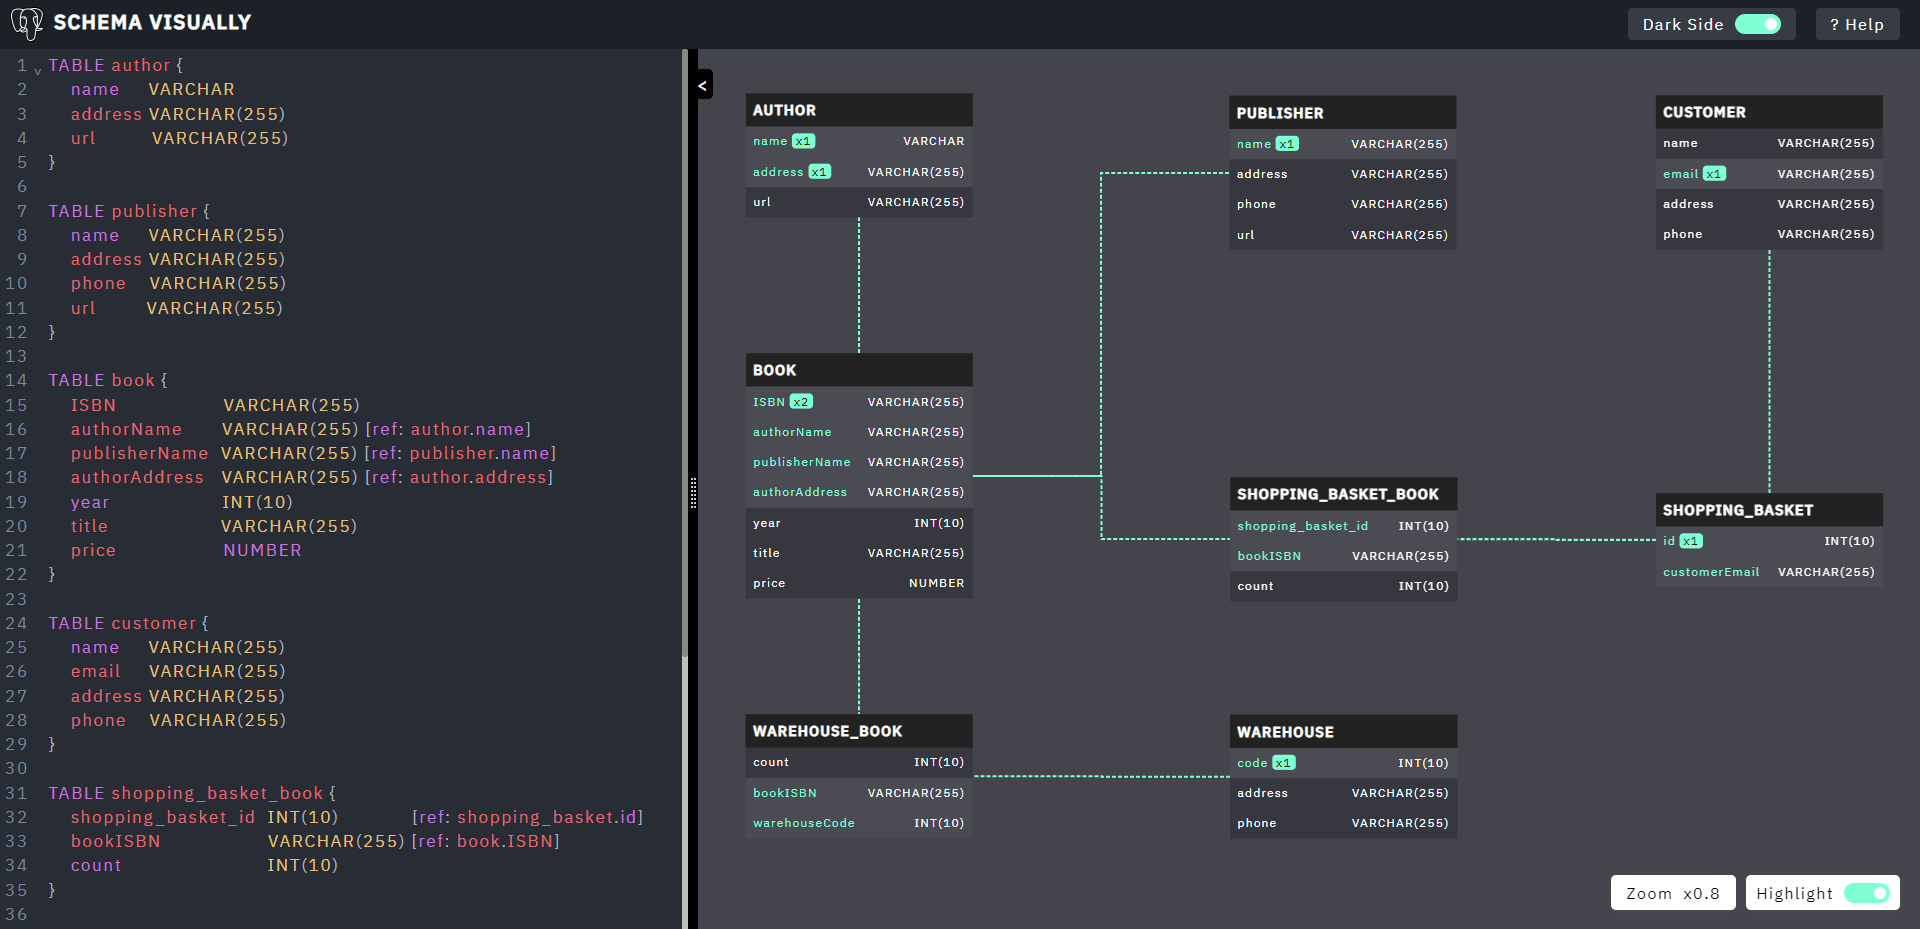 SCHEMA VISUALLY
Dark Side
? Help
1 TABLE author {
2 name VARCHAR
3 address VARCHAR(255)
4 url VARCHAR(255)
5 }
6
7 TABLE publisher {
8 name VARCHAR(255)
9 address VARCHAR(255)
10 phone VARCHAR(255)
11 url VARCHAR(255)
12 }
13
14 TABLE book {
15 ISBN VARCHAR(255)
16 authorName VARCHAR(255) [ref: author.name]
17 publisherName VARCHAR(255) [ref: publisher.name]
18 authorAddress VARCHAR(255) [ref: author.address]
19 year INT(10)
20 title VARCHAR(255)
21 price NUMBER
22 }
23
24 TABLE customer {
25 name VARCHAR(255)
26 email VARCHAR(255)
27 address VARCHAR(255)
28 phone VARCHAR(255)
29 }
30
31 TABLE shopping_basket_book {
32 shopping_basket_id INT(10) [ref: shopping_basket.id]
33 bookISBN VARCHAR(255) [ref: book.ISBN]
34 count INT(10)
35 }
36
<
AUTHOR
name x1 VARCHAR
address x1 VARCHAR(255)
url VARCHAR(255)
PUBLISHER
name x1 VARCHAR(255)
address VARCHAR(255)
phone VARCHAR(255)
url VARCHAR(255)
CUSTOMER
name VARCHAR(255)
email x1 VARCHAR(255)
address VARCHAR(255)
phone VARCHAR(255)
BOOK
ISBN x2 VARCHAR(255)
authorName VARCHAR(255)
publisherName VARCHAR(255)
authorAddress VARCHAR(255)
year INT(10)
title VARCHAR(255)
price NUMBER
SHOPPING_BASKET_BOOK
shopping_basket_id INT(10)
bookISBN VARCHAR(255)
count INT(10)
SHOPPING_BASKET
id x1 INT(10)
customerEmail VARCHAR(255)
WAREHOUSE_BOOK
count INT(10)
bookISBN VARCHAR(255)
warehouseCode INT(10)
WAREHOUSE
code x1 INT(10)
address VARCHAR(255)
phone VARCHAR(255)
Zoom x0.8
Highlight